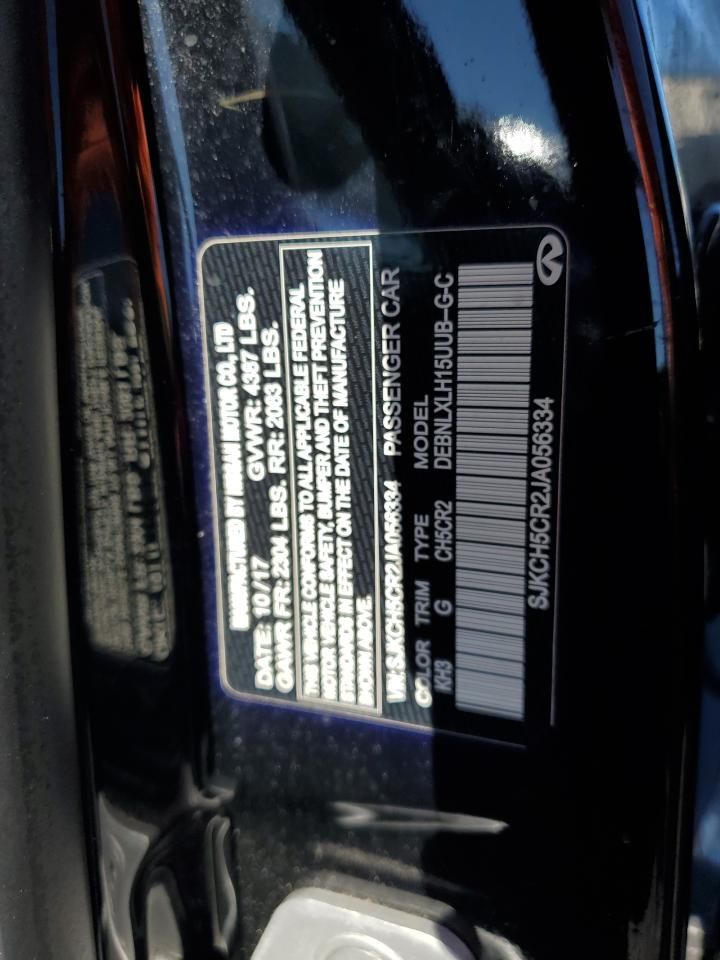 MANUFACTURED BY NISSAN MOTOR CO., LTD
DATE: 10/17 GVWR: 4367 LBS.
GAWR FR: 2304 LBS. RR: 2063 LBS.
THIS VEHICLE CONFORMS TO ALL APPLICABLE FEDERAL
MOTOR VEHICLE SAFETY, BUMPER AND THEFT PREVENTION
STANDARDS IN EFFECT ON THE DATE OF MANUFACTURE
SHOWN ABOVE.
VIN: SJKCH5CR2JA056334 PASSENGER CAR
COLOR TRIM TYPE MODEL
KH3 G CH5CR2 DEBNLXLH15UUB-G-C
SJKCH5CR2JA056334